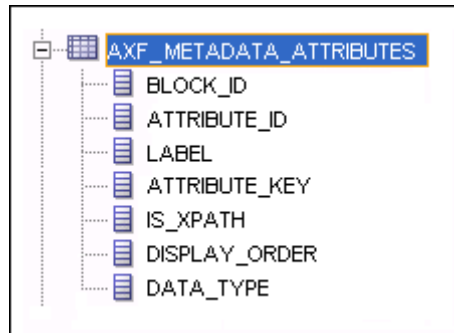 AXF_METADATA_ATTRIBUTES
BLOCK_ID
ATTRIBUTE_ID
LABEL
ATTRIBUTE_KEY
IS_XPATH
DISPLAY_ORDER
DATA_TYPE